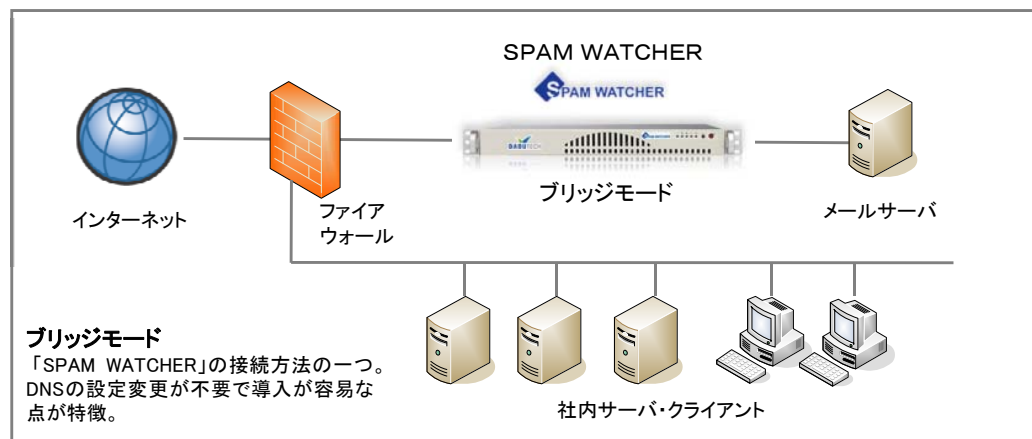 SPAM WATCHER
SPAM WATCHER
DASUTECH
ブリッジモード
インターネット
ファイア
ウォール
メールサーバ
ブリッジモード
「SPAM WATCHER」の接続方法の一つ。
DNSの設定変更が不要で導入が容易な
点が特徴。
社内サーバ・クライアント